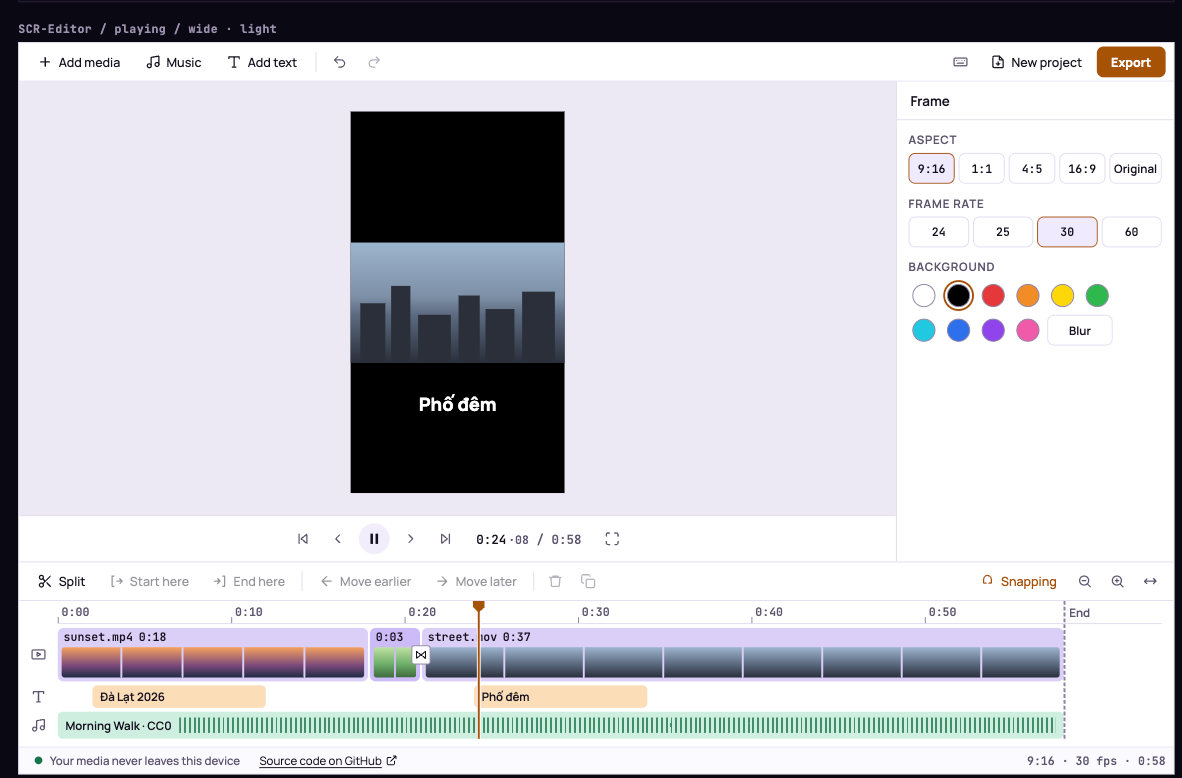 SCR-Editor / playing / wide · light
Add media Music Add text New project Export
Frame
ASPECT
9:16 1:1 4:5 16:9 Original
FRAME RATE
24 25 30 60
BACKGROUND
Blur
Phố đêm
0:24·08 / 0:58
Split Start here End here Move earlier Move later Snapping
0:00 0:10 0:20 0:30 0:40 0:50 End
sunset.mp4 0:18 0:03 street.mov 0:37
Đà Lạt 2026 Phố đêm
Morning Walk · CC0
Your media never leaves this device Source code on GitHub 9:16 · 30 fps · 0:58